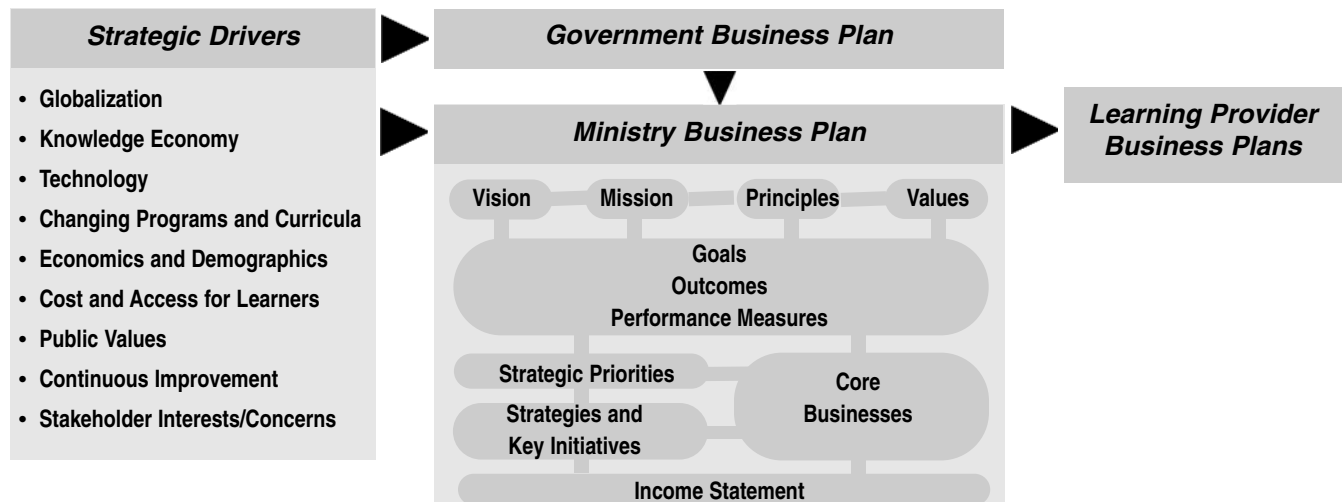 Strategic Drivers
• Globalization
• Knowledge Economy
• Technology
• Changing Programs and Curricula
• Economics and Demographics
• Cost and Access for Learners
• Public Values
• Continuous Improvement
• Stakeholder Interests/Concerns
Government Business Plan
Ministry Business Plan
Vision Mission Principles Values
Goals
Outcomes
Performance Measures
Strategic Priorities
Strategies and
Key Initiatives
Core
Businesses
Income Statement
Learning Provider
Business Plans